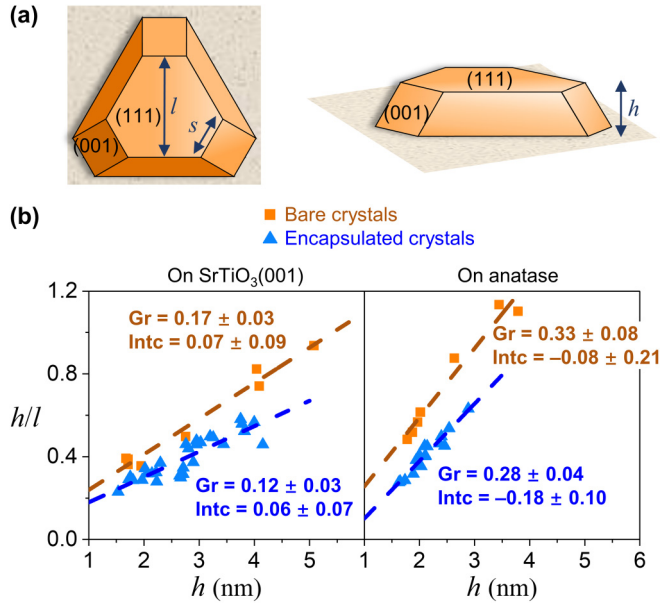 (a)
(111)
l
s
(001)
(111)
(001)
h
(b)
Bare crystals
Encapsulated crystals
On SrTiO₃(001)
On anatase
h/l
1.2
0.8
0.4
0.0
Gr = 0.17 ± 0.03
Intc = 0.07 ± 0.09
Gr = 0.12 ± 0.03
Intc = 0.06 ± 0.07
Gr = 0.33 ± 0.08
Intc = –0.08 ± 0.21
Gr = 0.28 ± 0.04
Intc = –0.18 ± 0.10
1 2 3 4 5 1 2 3 4 5 6
h (nm) h (nm)